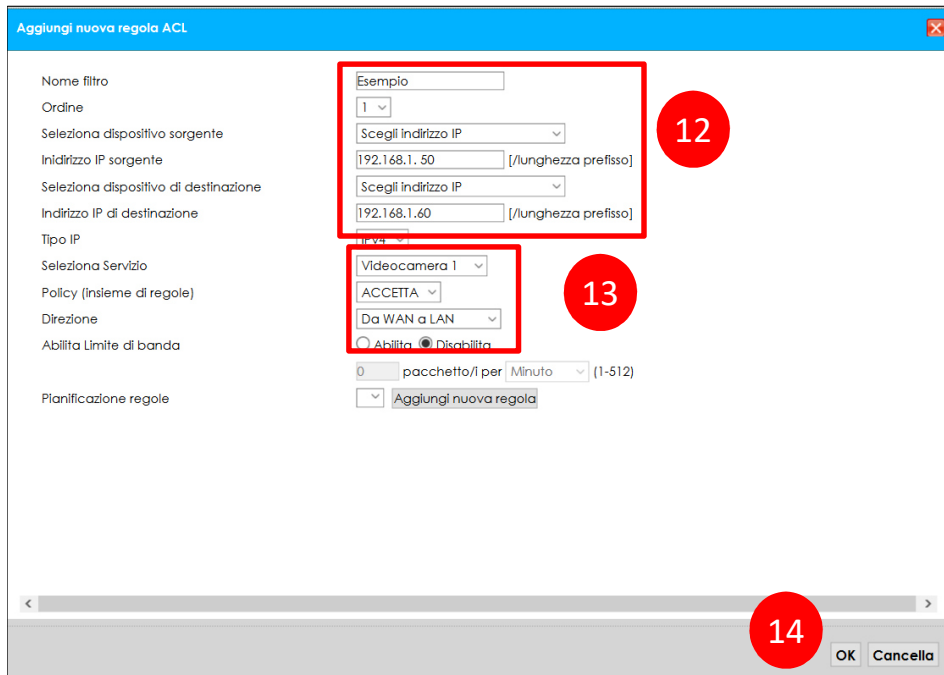 Aggiungi nuova regola ACL
Nome filtro Esempio
Ordine 1
12
Seleziona dispositivo sorgente Scegli indirizzo IP
Inidirizzo IP sorgente 192.168.1. 50 [/lunghezza prefisso]
Seleziona dispositivo di destinazione Scegli indirizzo IP
Indirizzo IP di destinazione 192.168.1.60 [/lunghezza prefisso]
Tipo IP IPv4
Seleziona Servizio Videocamera 1
Policy (insieme di regole) ACCETTA
13
Direzione Da WAN a LAN
Abilita Limite di banda Abilita Disabilita
0 pacchetto/i per Minuto (1-512)
Pianificazione regole Aggiungi nuova regola
14
OK Cancella